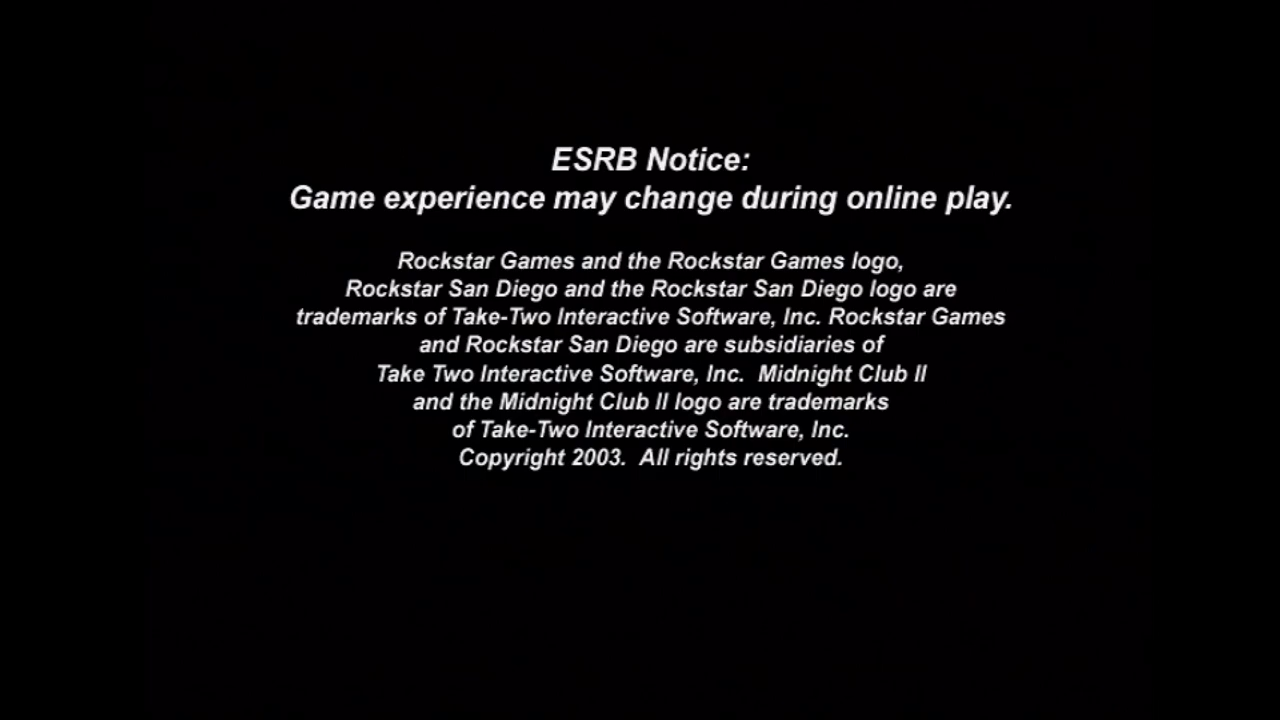 ESRB Notice:
Game experience may change during online play.
Rockstar Games and the Rockstar Games logo,
Rockstar San Diego and the Rockstar San Diego logo are
trademarks of Take-Two Interactive Software, Inc. Rockstar Games
and Rockstar San Diego are subsidiaries of
Take Two Interactive Software, Inc.  Midnight Club II
and the Midnight Club II logo are trademarks
of Take-Two Interactive Software, Inc.
Copyright 2003.  All rights reserved.